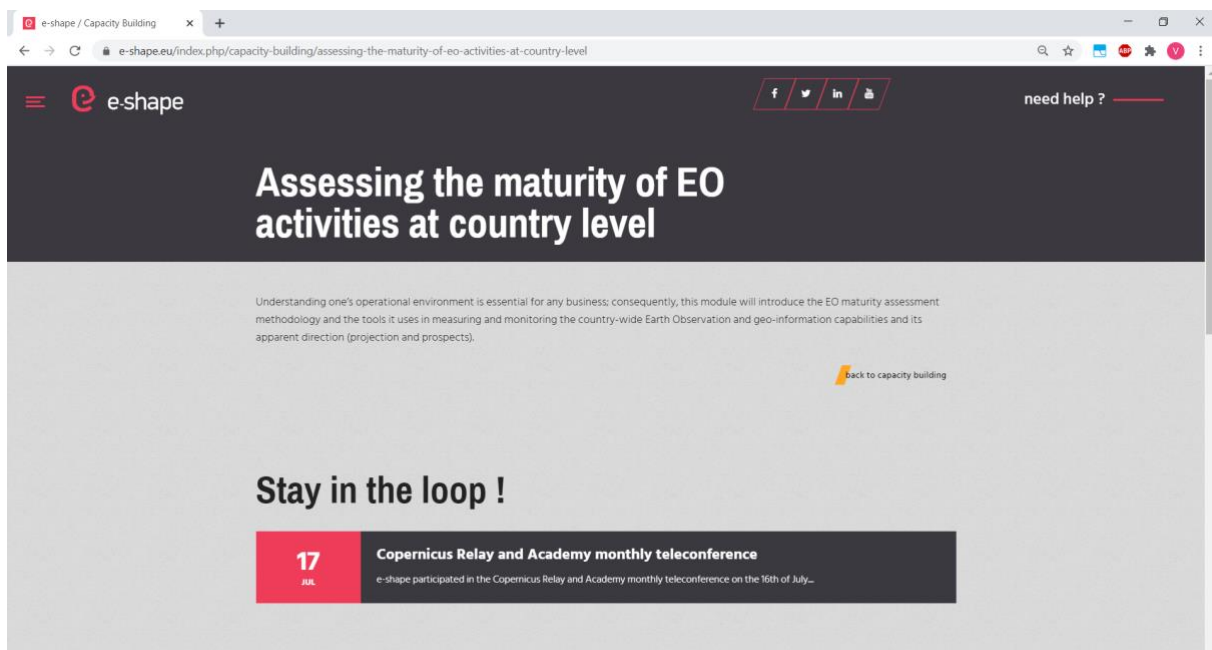 e-shape / Capacity Building
e-shape.eu/index.php/capacity-building/assessing-the-maturity-of-eo-activities-at-country-level
ABP
V
e-shape
f
in
need help ?
Assessing the maturity of EO
activities at country level
Understanding one's operational environment is essential for any business; consequently, this module will introduce the EO maturity assessment
methodology and the tools it uses in measuring and monitoring the country-wide Earth Observation and geo-information capabilities and its
apparent direction (projection and prospects).
back to capacity building
Stay in the loop !
17
JUL
Copernicus Relay and Academy monthly teleconference
e-shape participated in the Copernicus Relay and Academy monthly teleconference on the 16th of July...